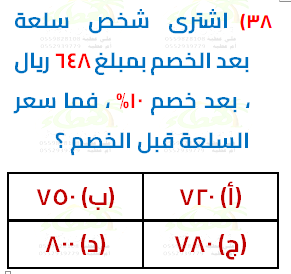 ٣٨) اشترى شخص سلعة
بعد الخصم بمبلغ ٦٤٨ ريال
، بعد خصم ١٠٪ ، فما سعر
السلعة قبل الخصم ؟
(أ) ٧٢٠
(ب) ٧٥٠
(ج) ٧٨٠
(د) ٨٠٠